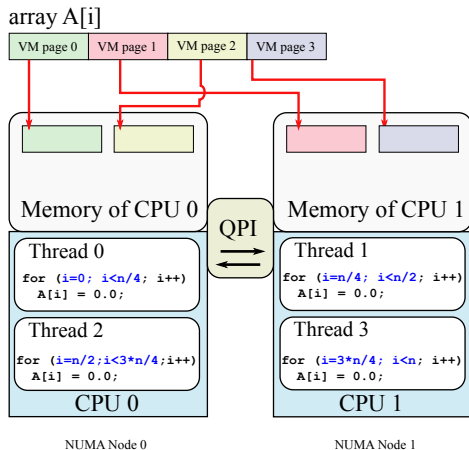 array A[i]
VM page 0 VM page 1 VM page 2 VM page 3
Memory of CPU 0
Memory of CPU 1
QPI
Thread 0
for (i=0; i<n/4; i++)
A[i] = 0.0;
Thread 1
for (i=n/4; i<n/2; i++)
A[i] = 0.0;
Thread 2
for (i=n/2;i<3*n/4;i++)
A[i] = 0.0;
Thread 3
for (i=3*n/4; i<n; i++)
A[i] = 0.0;
CPU 0
CPU 1
NUMA Node 0
NUMA Node 1